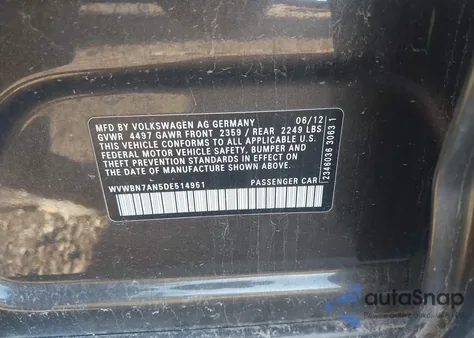 MFD BY VOLKSWAGEN AG GERMANY 06/12
GVWR 4497 GAWR FRONT 2359 / REAR 2249 LBS
THIS VEHICLE CONFORMS TO ALL APPLICABLE U.S.
FEDERAL MOTOR VEHICLE SAFETY, BUMPER AND
THEFT PREVENTION STANDARDS IN EFFECT ON
THE DATE OF MANUFACTURE SHOWN ABOVE
WVWBN7AN5DE514951 PASSENGER CAR
2346036 3063 1
autoSnap